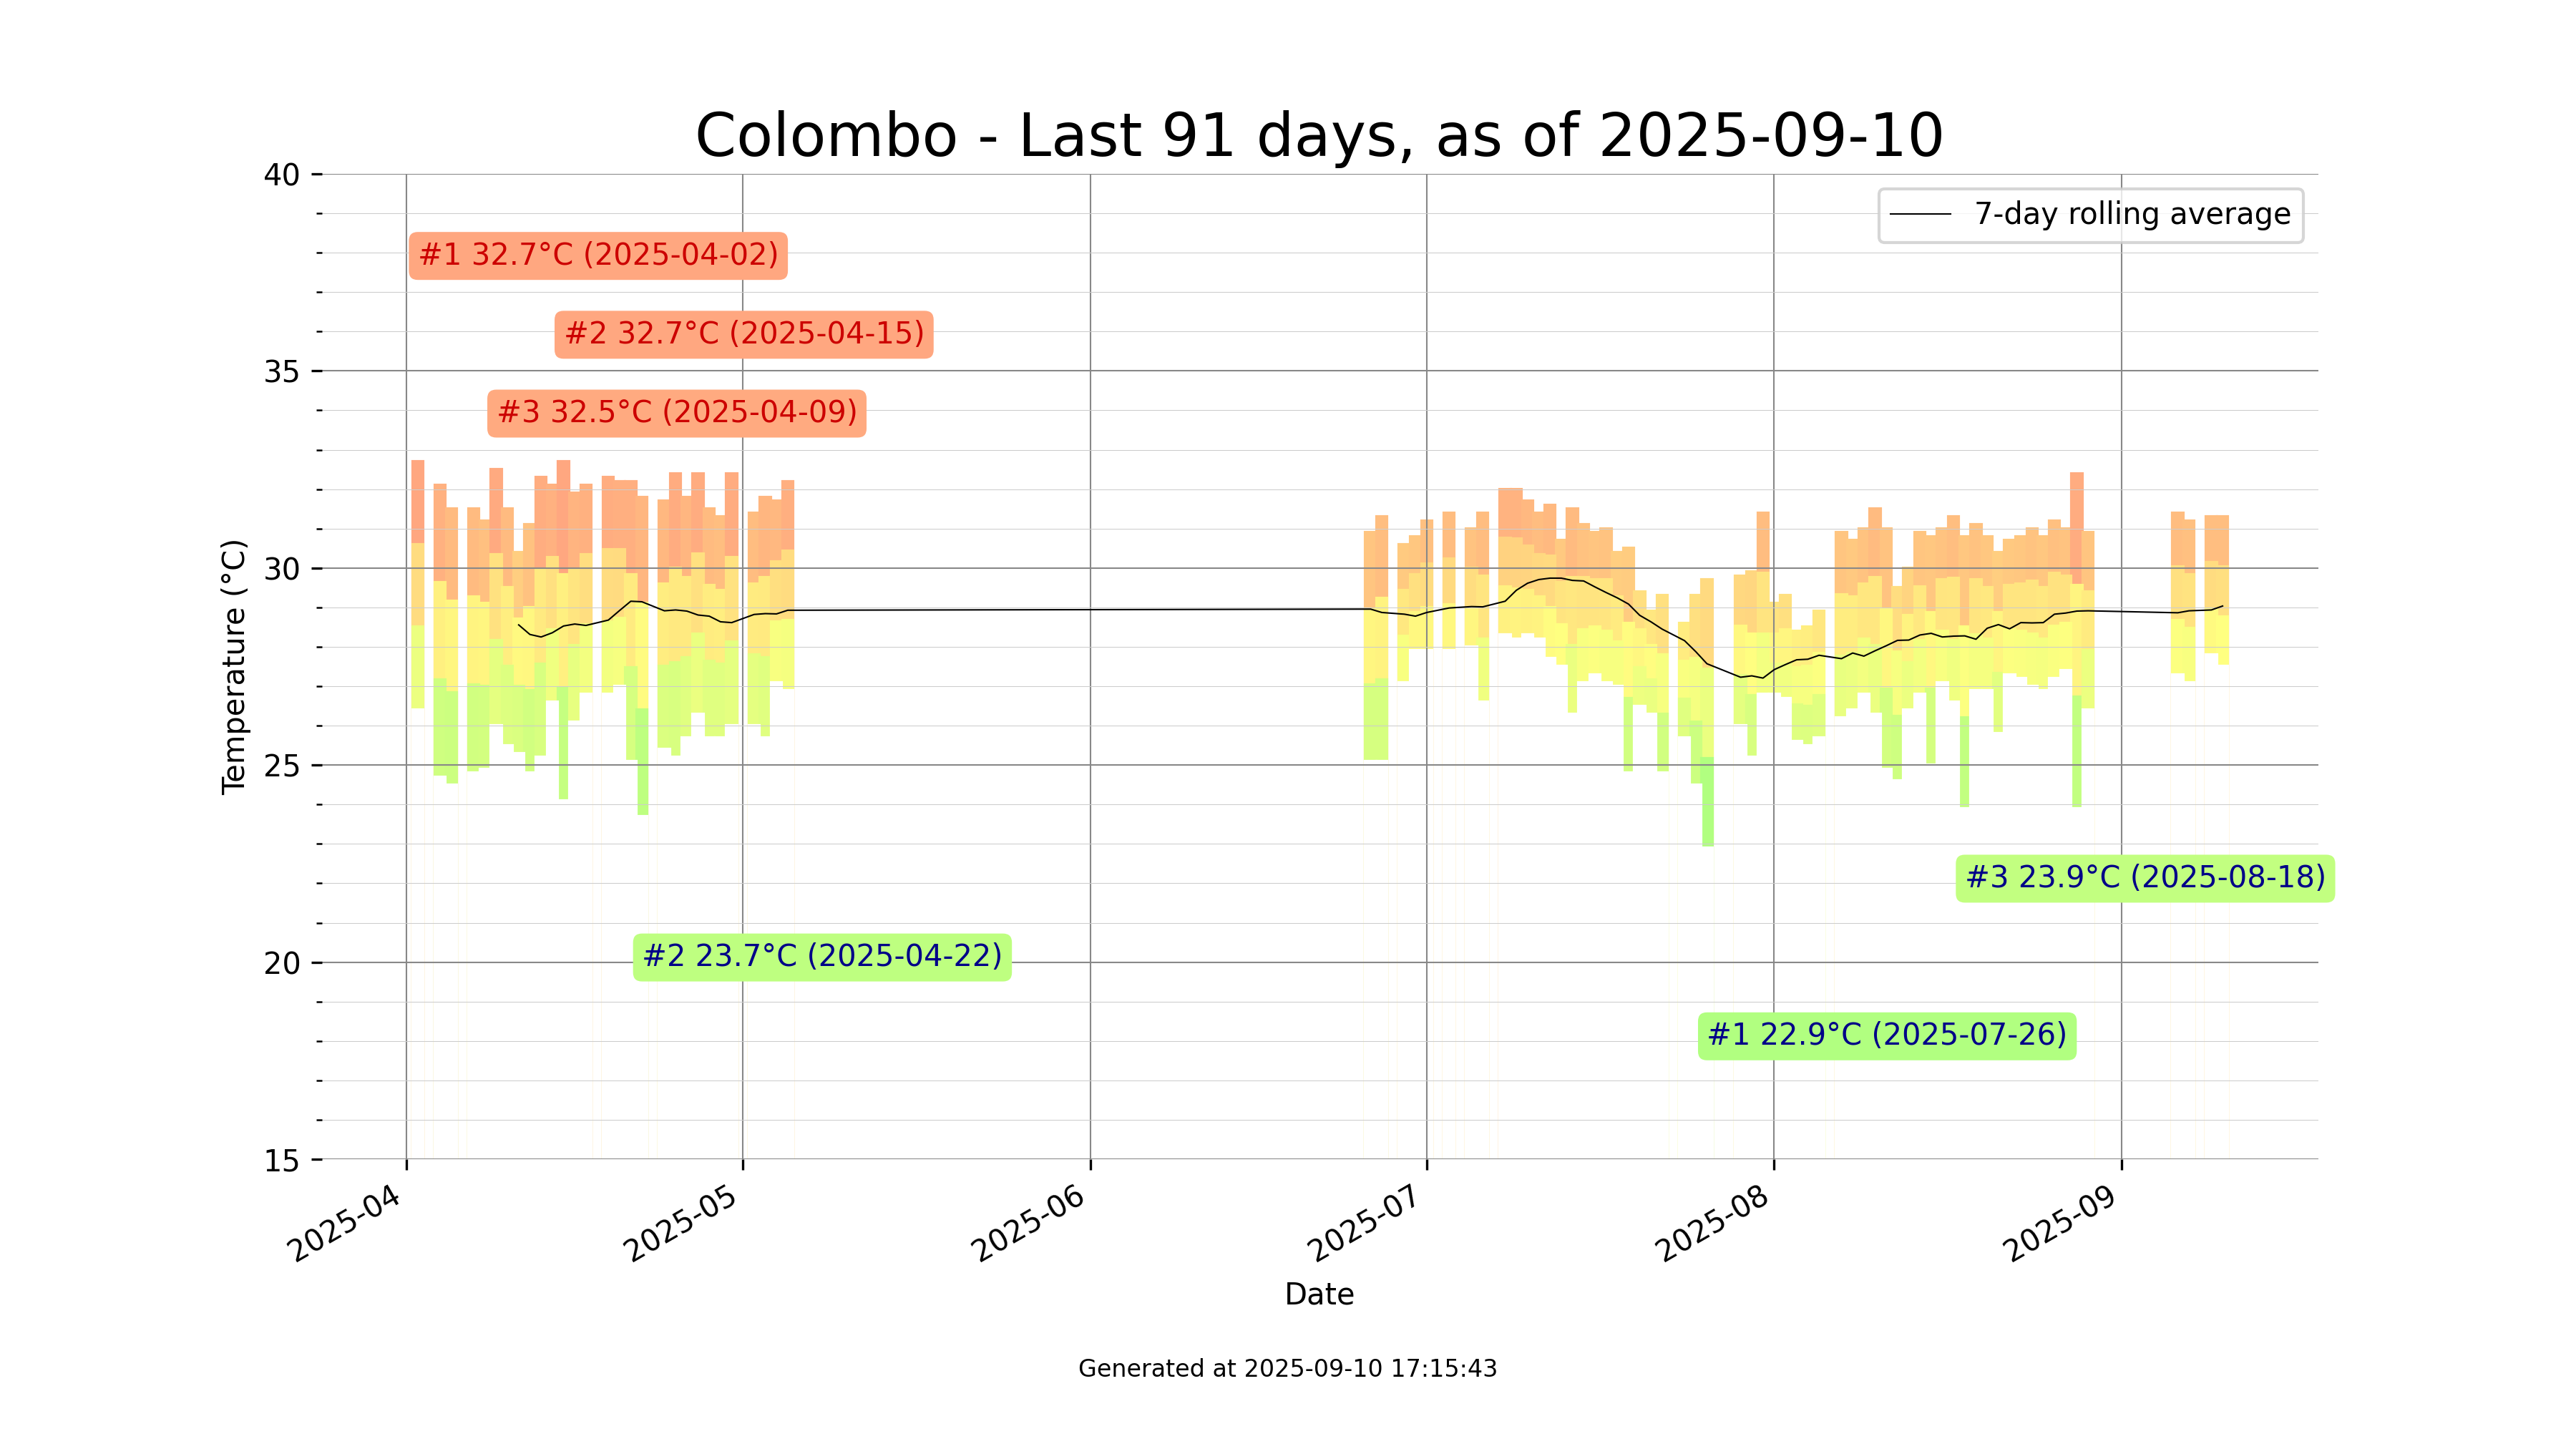 Colombo - Last 91 days, as of 2025-09-10
7-day rolling average
#1 32.7°C (2025-04-02)
#2 32.7°C (2025-04-15)
#3 32.5°C (2025-04-09)
#3 23.9°C (2025-08-18)
#2 23.7°C (2025-04-22)
#1 22.9°C (2025-07-26)
Temperature (°C)
40
35
30
25
20
15
2025-04
2025-05
2025-06
2025-07
2025-08
2025-09
Date
Generated at 2025-09-10 17:15:43